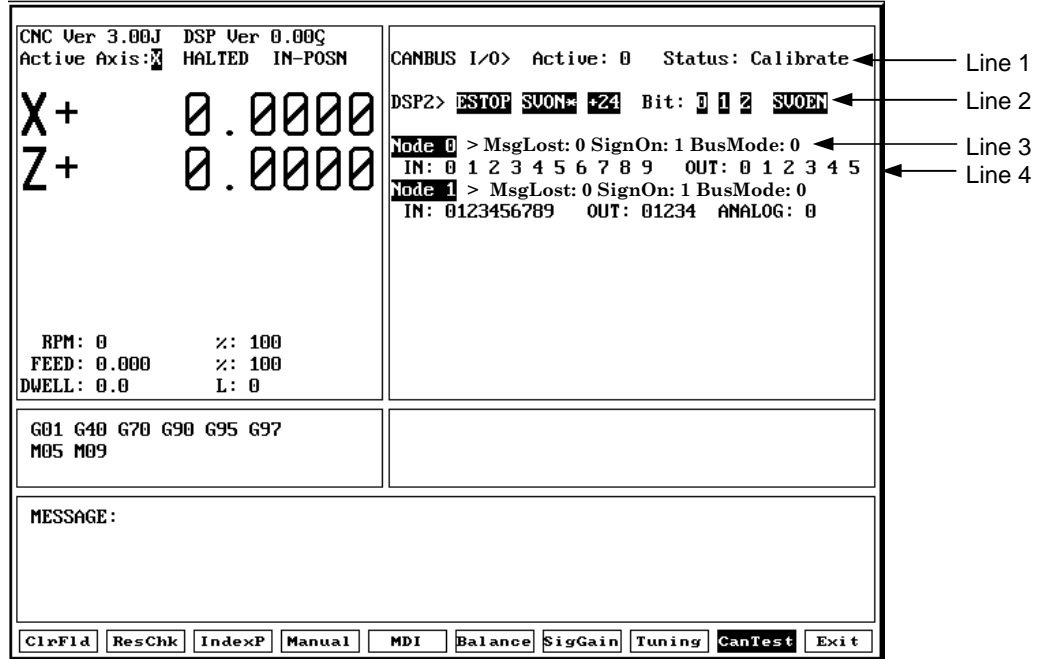 CNC Ver 3.00J DSP Ver 0.00Ç
Active Axis:X HALTED IN-POSN
X+ 0.0000
Z+ 0.0000
RPM: 0 %: 100
FEED: 0.000 %: 100
DWELL: 0.0 L: 0
CANBUS I/O> Active: 0 Status: Calibrate
Line 1
DSP2> ESTOP SVON* +24 Bit: 0 1 2 SVOEN
Line 2
Node 0 > MsgLost: 0 SignOn: 1 BusMode: 0
Line 3
IN: 0 1 2 3 4 5 6 7 8 9 OUT: 0 1 2 3 4 5
Line 4
Node 1 > MsgLost: 0 SignOn: 1 BusMode: 0
IN: 0123456789 OUT: 01234 ANALOG: 0
G01 G40 G70 G90 G95 G97
M05 M09
MESSAGE:
ClrFld ResChk IndexP Manual MDI Balance SigGain Tuning CanTest Exit